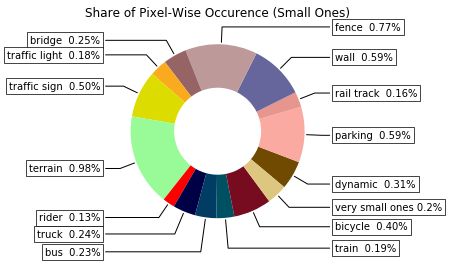 Share of Pixel-Wise Occurence (Small Ones)
fence 0.77%
wall 0.59%
rail track 0.16%
parking 0.59%
dynamic 0.31%
very small ones 0.2%
bicycle 0.40%
train 0.19%
bridge 0.25%
traffic light 0.18%
traffic sign 0.50%
terrain 0.98%
rider 0.13%
truck 0.24%
bus 0.23%